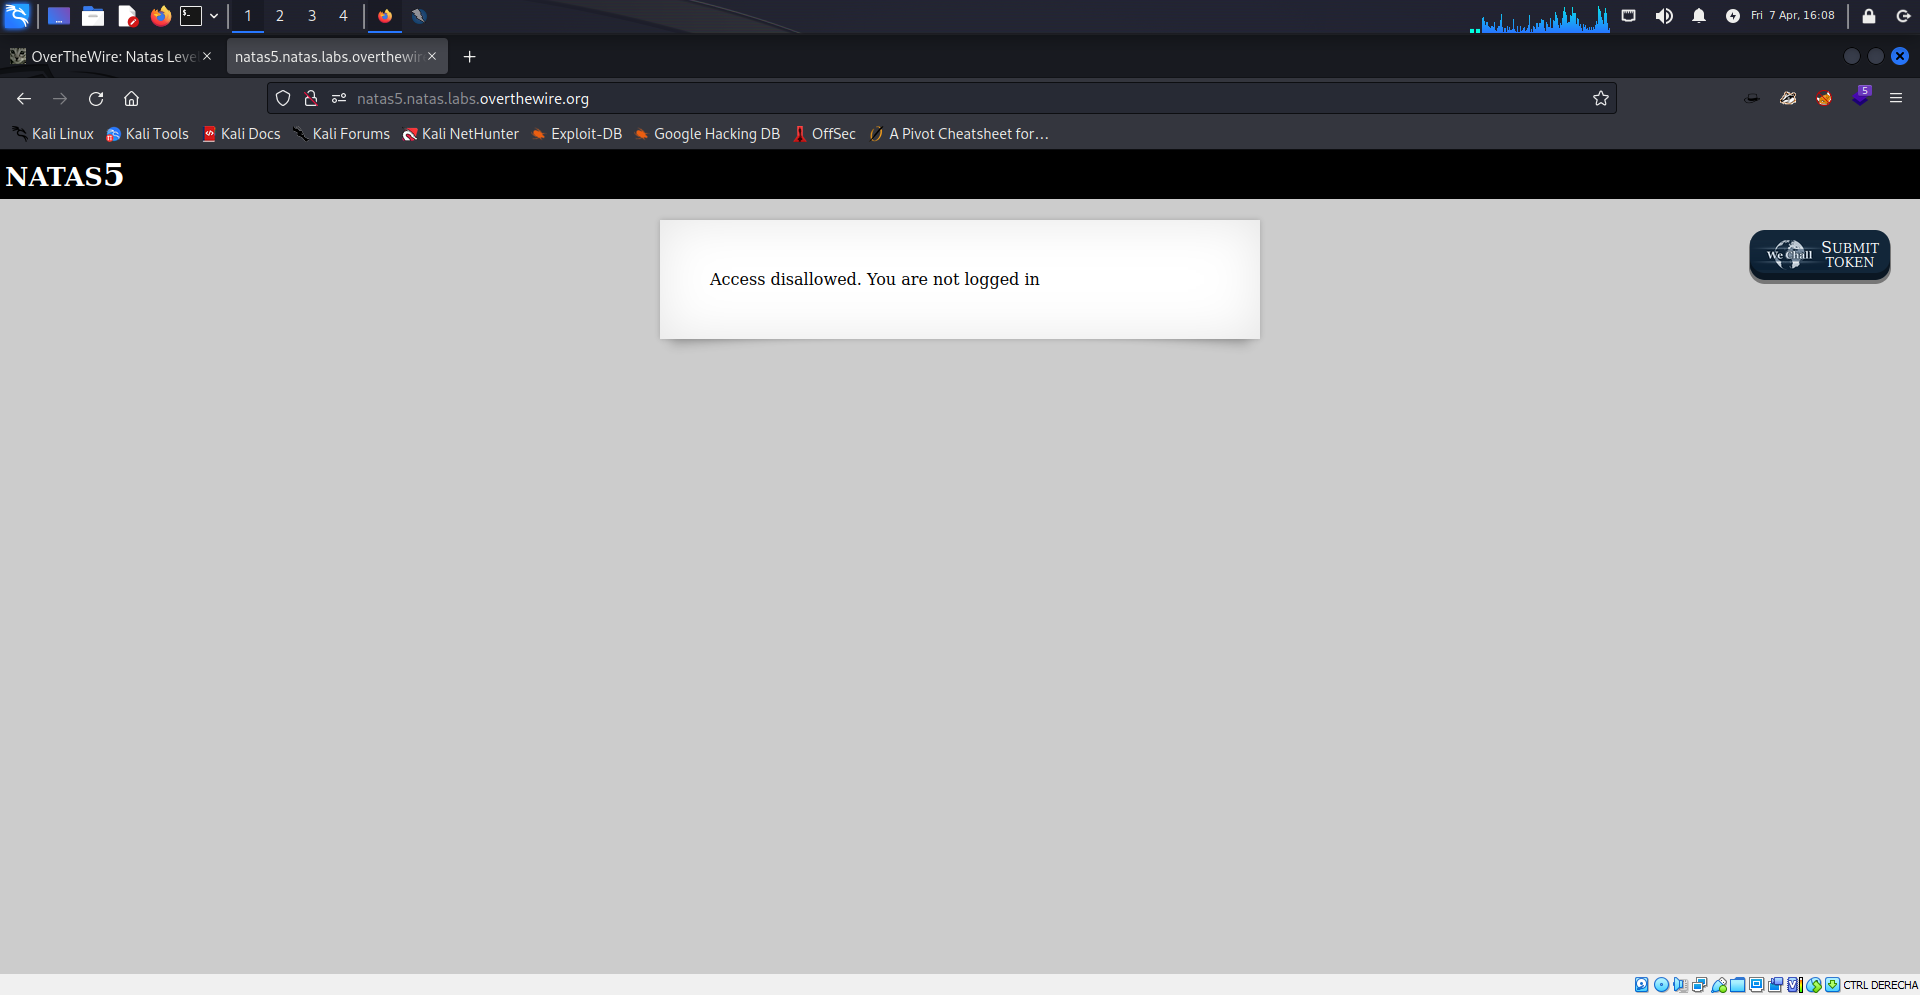 1 2 3 4
Fri 7 Apr, 16:08
OverTheWire: Natas Leve
natas5.natas.labs.overthewir
natas5.natas.labs.overthewire.org
5
Kali Linux
Kali Tools
Kali Docs
Kali Forums
Kali NetHunter
Exploit-DB
Google Hacking DB
OffSec
A Pivot Cheatsheet for…
NATAS5
Access disallowed. You are not logged in
We Chall
SUBMIT
TOKEN
CTRL DERECHA